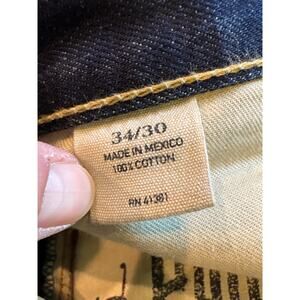 34/30
MADE IN MEXICO
100% COTTON
RN 41381